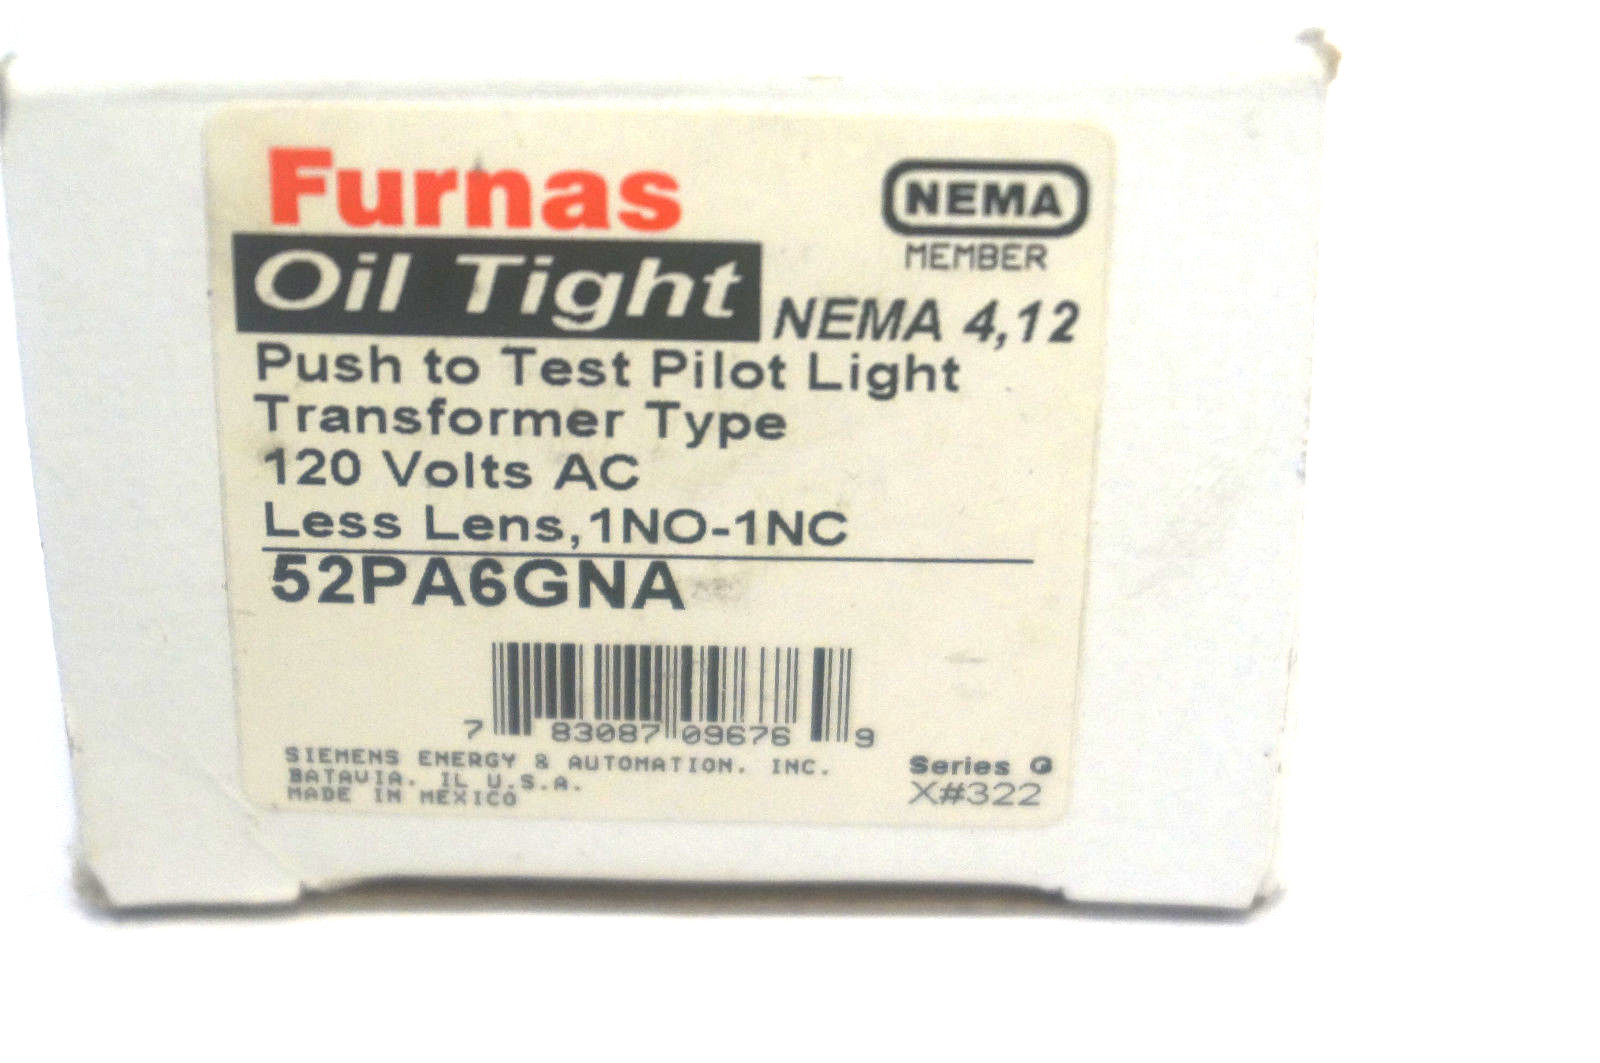 Furnas
NEMA
MEMBER
Oil Tight NEMA 4,12
Push to Test Pilot Light
Transformer Type
120 Volts AC
Less Lens,1NO-1NC
52PA6GNA
7 83087 09676 9
SIEMENS ENERGY & AUTOMATION. INC.
BATAVIA. IL U.S.A.
MADE IN MEXICO
Series G
X#322